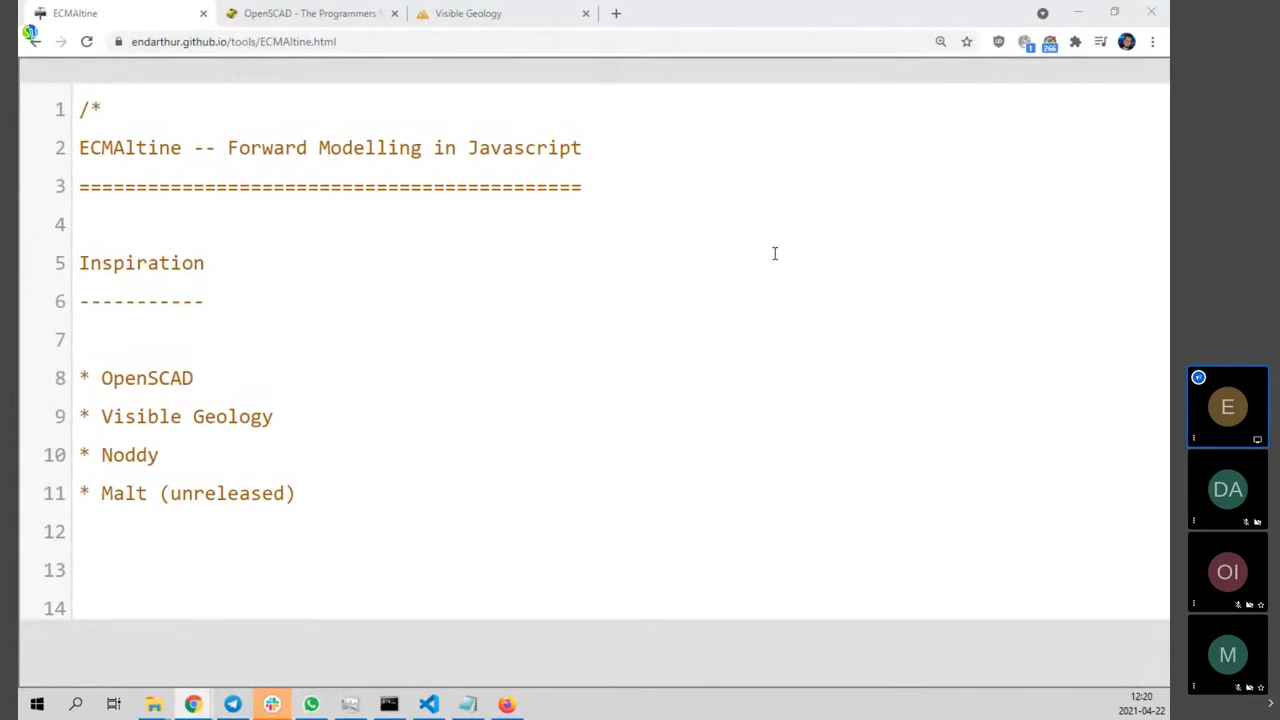 ECMAltine
OpenSCAD - The Programmers S
Visible Geology
endarthur.github.io/tools/ECMAltine.html
1
266
1 /*
2 ECMAltine -- Forward Modelling in Javascript
3 ============================================
4
5 Inspiration
6 -----------
7
8 * OpenSCAD
9 * Visible Geology
10 * Noddy
11 * Malt (unreleased)
12
13
14
E
DA
OI
M
12:20
2021-04-22